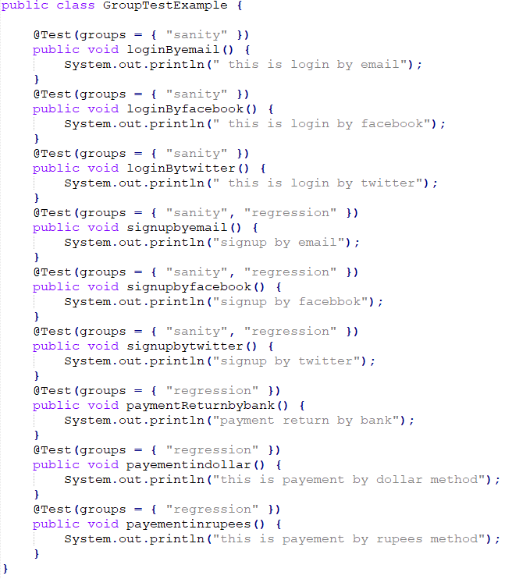 public class GroupTestExample {
@Test(groups = { "sanity" })
public void loginByemail() {
System.out.println(" this is login by email");
}
@Test(groups = { "sanity" })
public void loginByfacebook() {
System.out.println(" this is login by facebook");
}
@Test(groups = { "sanity" })
public void loginBytwitter() {
System.out.println(" this is login by twitter");
}
@Test(groups = { "sanity", "regression" })
public void signupbyemail() {
System.out.println("signup by email");
}
@Test(groups = { "sanity", "regression" })
public void signupbyfacebook() {
System.out.println("signup by facebbok");
}
@Test(groups = { "sanity", "regression" })
public void signupbytwitter() {
System.out.println("signup by twitter");
}
@Test(groups = { "regression" })
public void paymentReturnbybank() {
System.out.println("payment return by bank");
}
@Test(groups = { "regression" })
public void payementindollar() {
System.out.println("this is payement by dollar method");
}
@Test(groups = { "regression" })
public void payementinrupees() {
System.out.println("this is payement by rupees method");
}
}